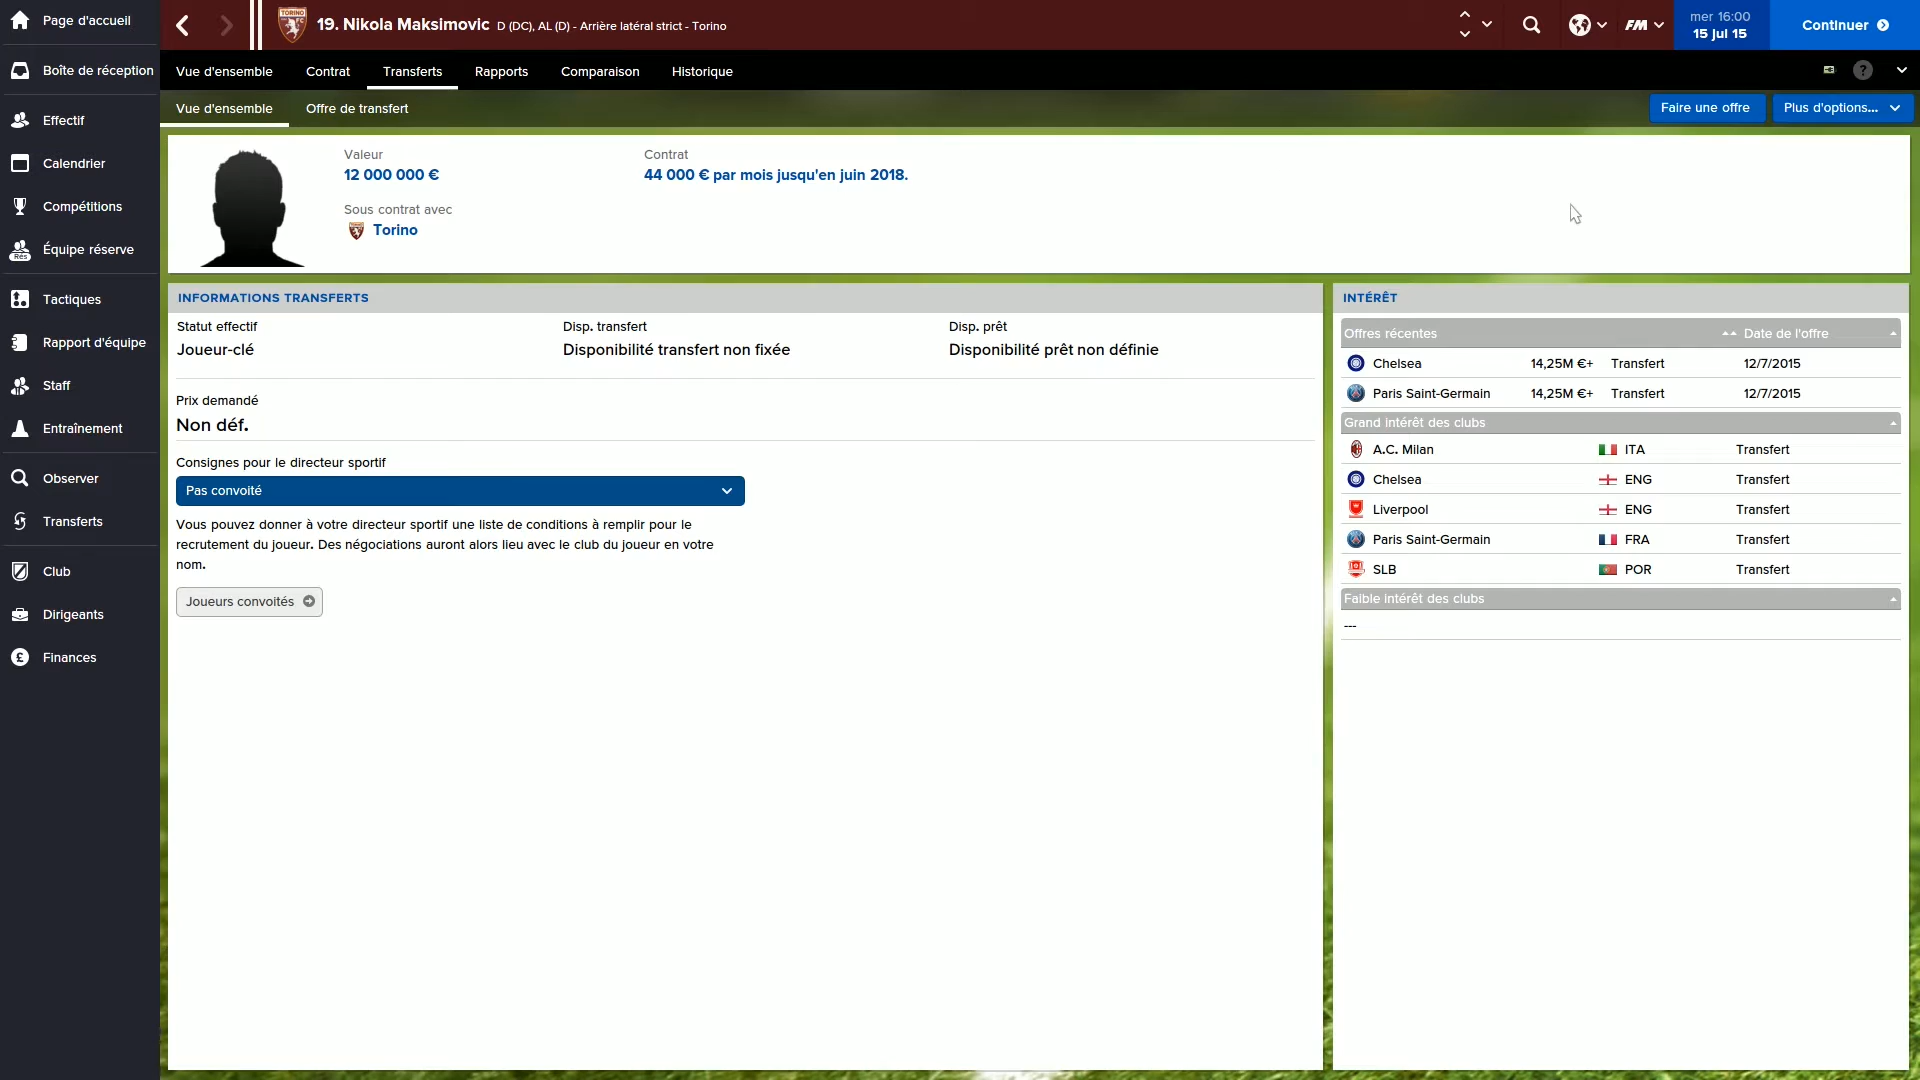 Page d'accueil
Boîte de réception
Effectif
Calendrier
Compétitions
Rés
Équipe réserve
Tactiques
Rapport d'équipe
Staff
Entraînement
Observer
Transferts
Club
Dirigeants
Finances
TORINO
19. Nikola Maksimovic D (DC), AL (D) - Arrière latéral strict - Torino
FM
mer 16:00
15 jul 15
Continuer
Vue d'ensemble Contrat Transferts Rapports Comparaison Historique
?
Vue d'ensemble Offre de transfert
Faire une offre Plus d'options...
Valeur
12 000 000 €
Sous contrat avec
Torino
Contrat
44 000 € par mois jusqu'en juin 2018.
INFORMATIONS TRANSFERTS
Statut effectif Disp. transfert Disp. prêt
Joueur-clé Disponibilité transfert non fixée Disponibilité prêt non définie
Prix demandé
Non déf.
Consignes pour le directeur sportif
Pas convoité
Vous pouvez donner à votre directeur sportif une liste de conditions à remplir pour le
recrutement du joueur. Des négociations auront alors lieu avec le club du joueur en votre
nom.
Joueurs convoités
INTÉRÊT
Offres récentes Date de l'offre
Chelsea 14,25M €+ Transfert 12/7/2015
Paris Saint-Germain 14,25M €+ Transfert 12/7/2015
Grand intérêt des clubs
A.C. Milan ITA Transfert
Chelsea ENG Transfert
Liverpool ENG Transfert
Paris Saint-Germain FRA Transfert
SLB POR Transfert
Faible intérêt des clubs
---